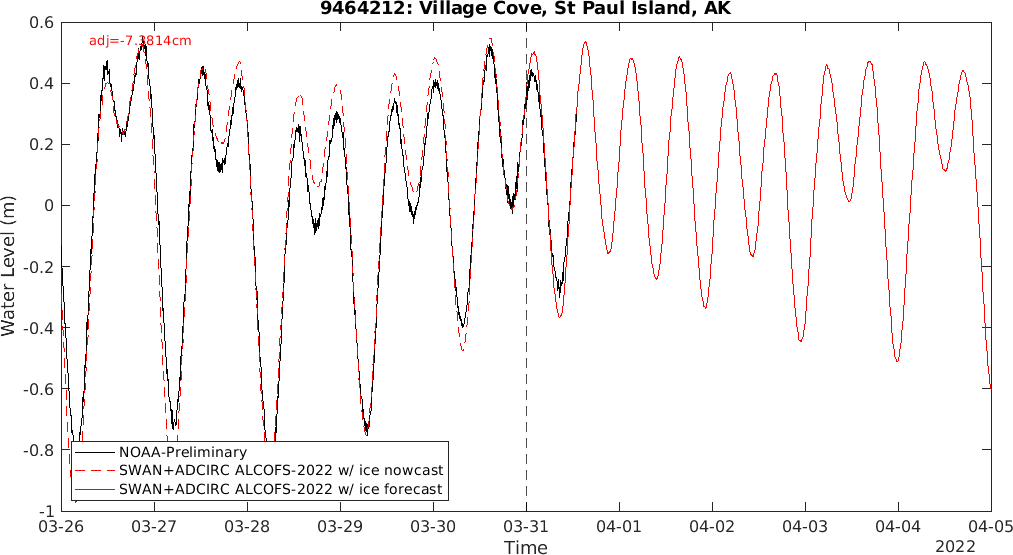 9464212: Village Cove, St Paul Island, AK
adj=-7.3814cm
Water Level (m)
0.6
0.4
0.2
0
-0.2
-0.4
-0.6
-0.8
-1
NOAA-Preliminary
SWAN+ADCIRC ALCOFS-2022 w/ ice nowcast
SWAN+ADCIRC ALCOFS-2022 w/ ice forecast
03-26 03-27 03-28 03-29 03-30 03-31 04-01 04-02 04-03 04-04 04-05
Time
2022